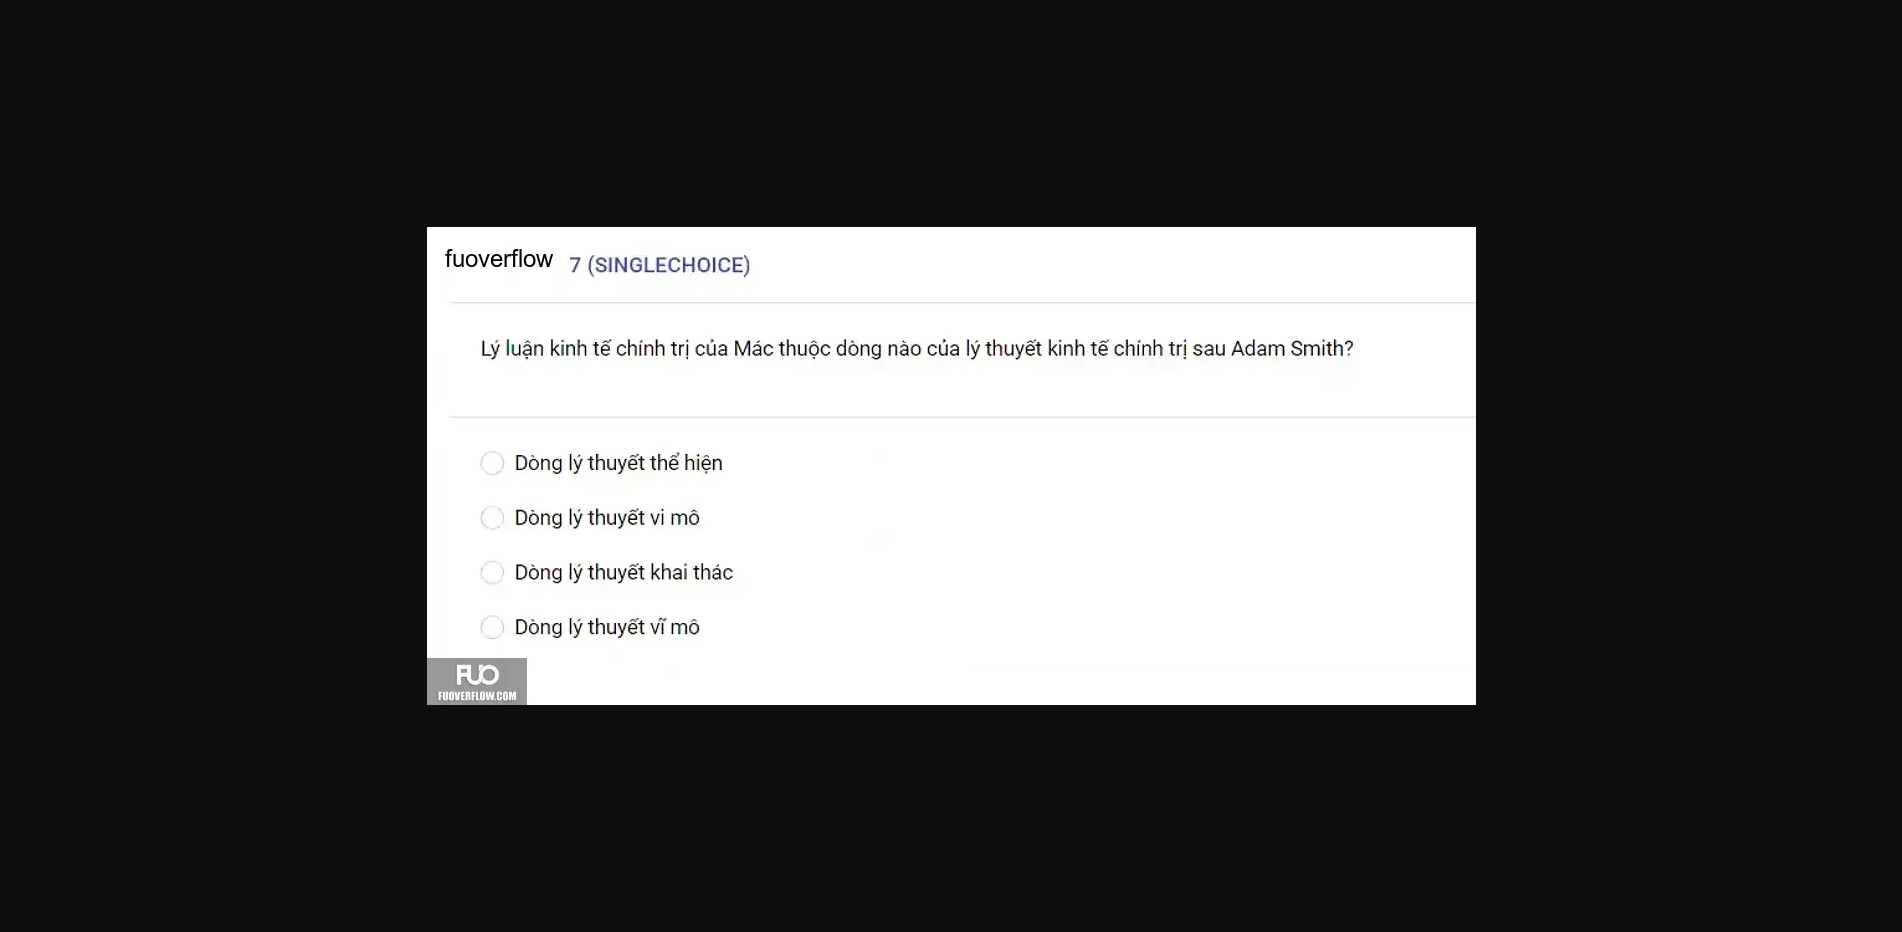 fuoverflow 7 (SINGLECHOICE)
Lý luận kinh tế chính trị của Mác thuộc dòng nào của lý thuyết kinh tế chính trị sau Adam Smith?
Dòng lý thuyết thể hiện
Dòng lý thuyết vi mô
Dòng lý thuyết khai thác
Dòng lý thuyết vĩ mô
FUO
FUOVERFLOW.COM